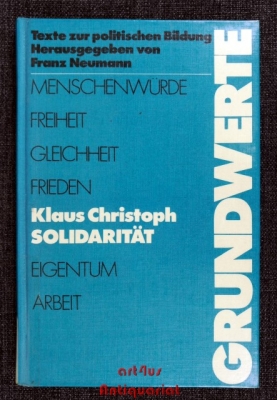 Texte zur politischen Bildung
Herausgegeben von
Franz Neumann
MENSCHENWÜRDE
FREIHEIT
GLEICHHEIT
FRIEDEN
Klaus Christoph
SOLIDARITÄT
EIGENTUM
ARBEIT
GRUNDWERTE
art4us
Antiquariat